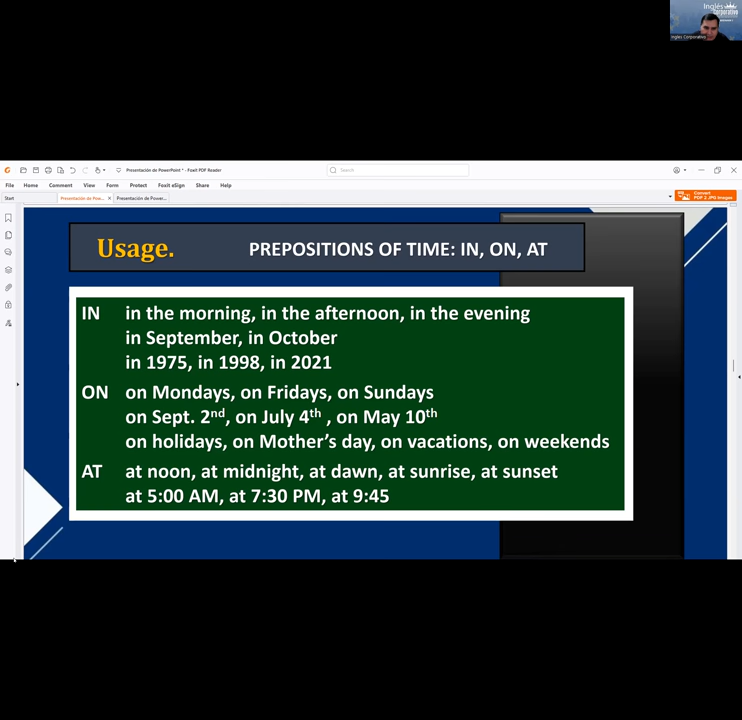 Inglés
Corporativo
Inglés Corporativo
Presentación de PowerPoint * - Foxit PDF Reader
Search
File Home Comment View Form Protect Foxit eSign Share Help
Start Presentación de Pow... × Presentación de Power...
Convert
PDF 2 JPG Images
Usage. PREPOSITIONS OF TIME: IN, ON, AT
IN in the morning, in the afternoon, in the evening
in September, in October
in 1975, in 1998, in 2021
ON on Mondays, on Fridays, on Sundays
on Sept. 2nd, on July 4th , on May 10th
on holidays, on Mother's day, on vacations, on weekends
AT at noon, at midnight, at dawn, at sunrise, at sunset
at 5:00 AM, at 7:30 PM, at 9:45